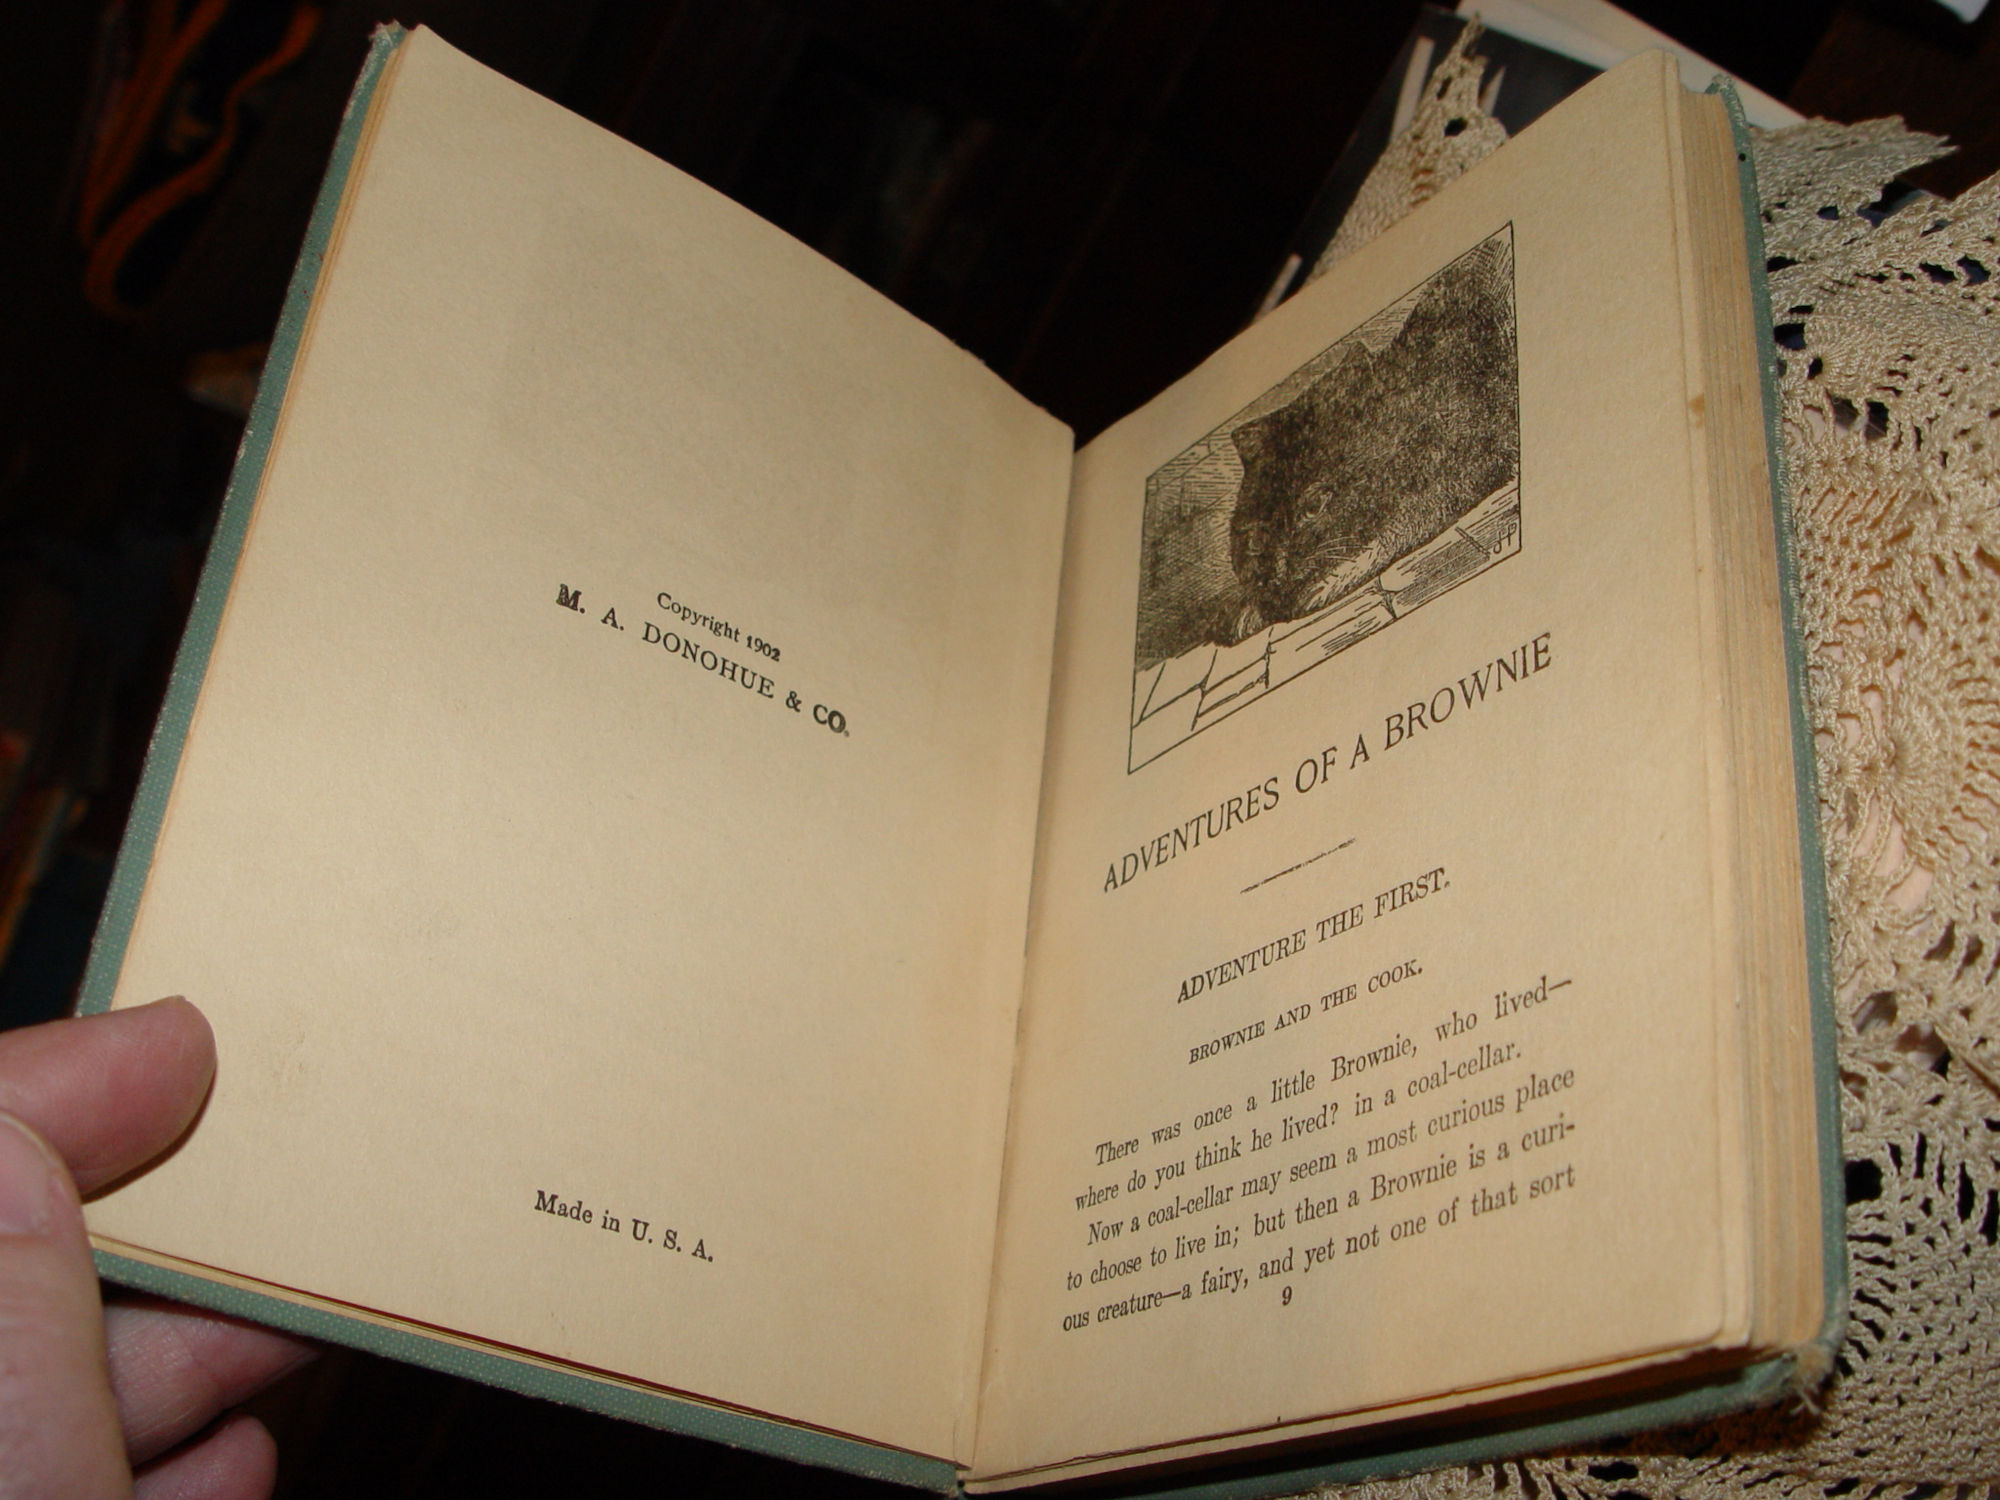 Copyright 1902
M. A. DONOHUE & CO.
Made in U. S. A.
ADVENTURES OF A BROWNIE
ADVENTURE THE FIRST.
BROWNIE AND THE COOK.
There was once a little Brownie, who lived—
where do you think he lived? in a coal-cellar.
Now a coal-cellar may seem a most curious place
to choose to live in; but then a Brownie is a curi-
ous creature—a fairy, and yet not one of that sort
9